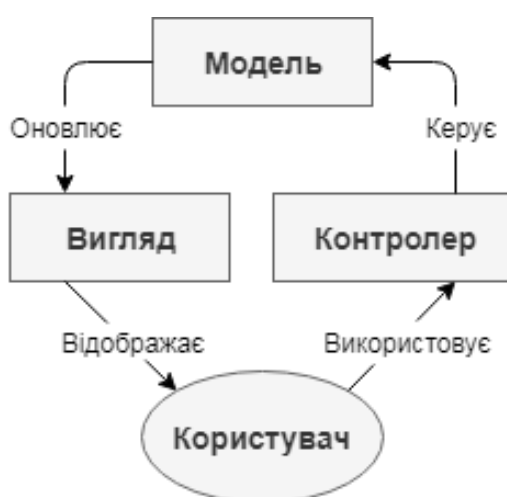 Модель
Оновлює
Керує
Вигляд
Контролер
Відображає
Використовує
Користувач